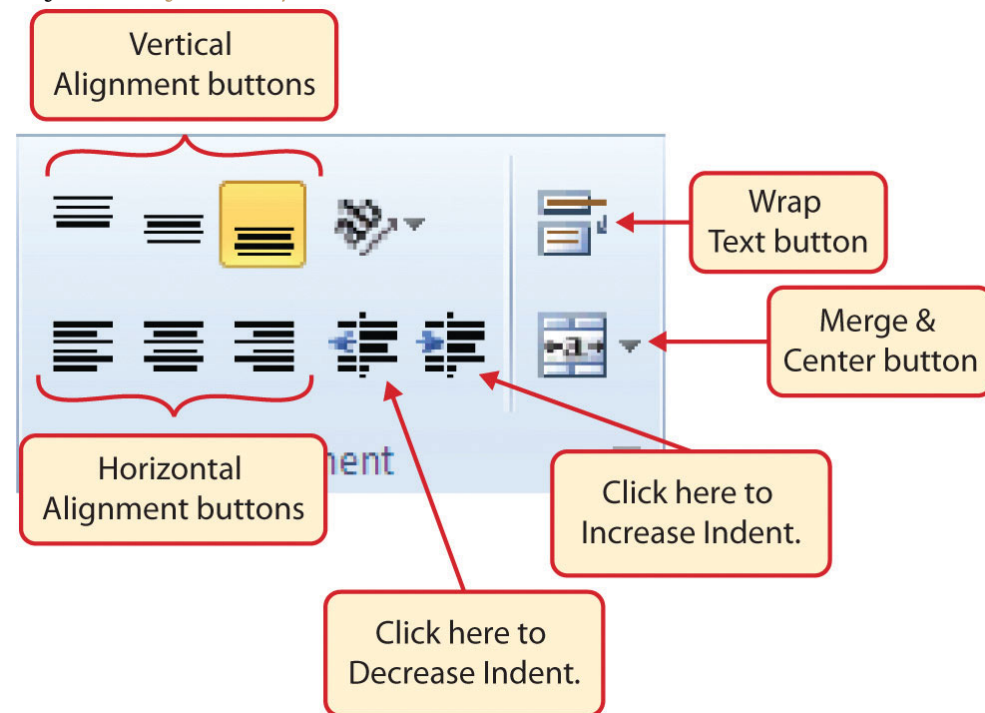 Vertical
Alignment buttons
Wrap
Text button
a
Merge &
Center button
Horizontal
Alignment buttons
Click here to
Increase Indent.
Click here to
Decrease Indent.